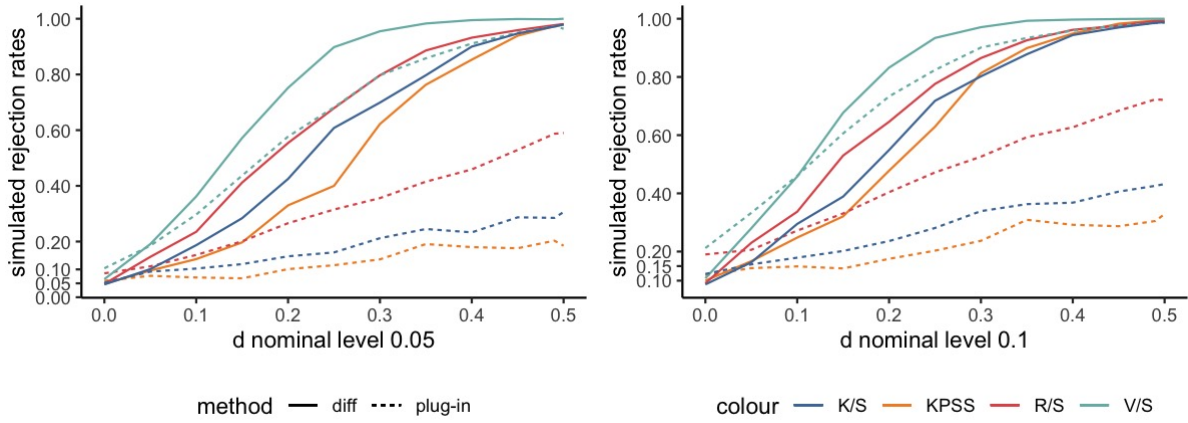 simulated rejection rates
1.00
0.80
0.60
0.40
0.20
0.10
0.05
0.00
0.0 0.1 0.2 0.3 0.4 0.5
d nominal level 0.05
simulated rejection rates
1.00
0.80
0.60
0.40
0.20
0.15
0.10
0.0 0.1 0.2 0.3 0.4 0.5
d nominal level 0.1
method diff plug-in
colour K/S KPSS R/S V/S